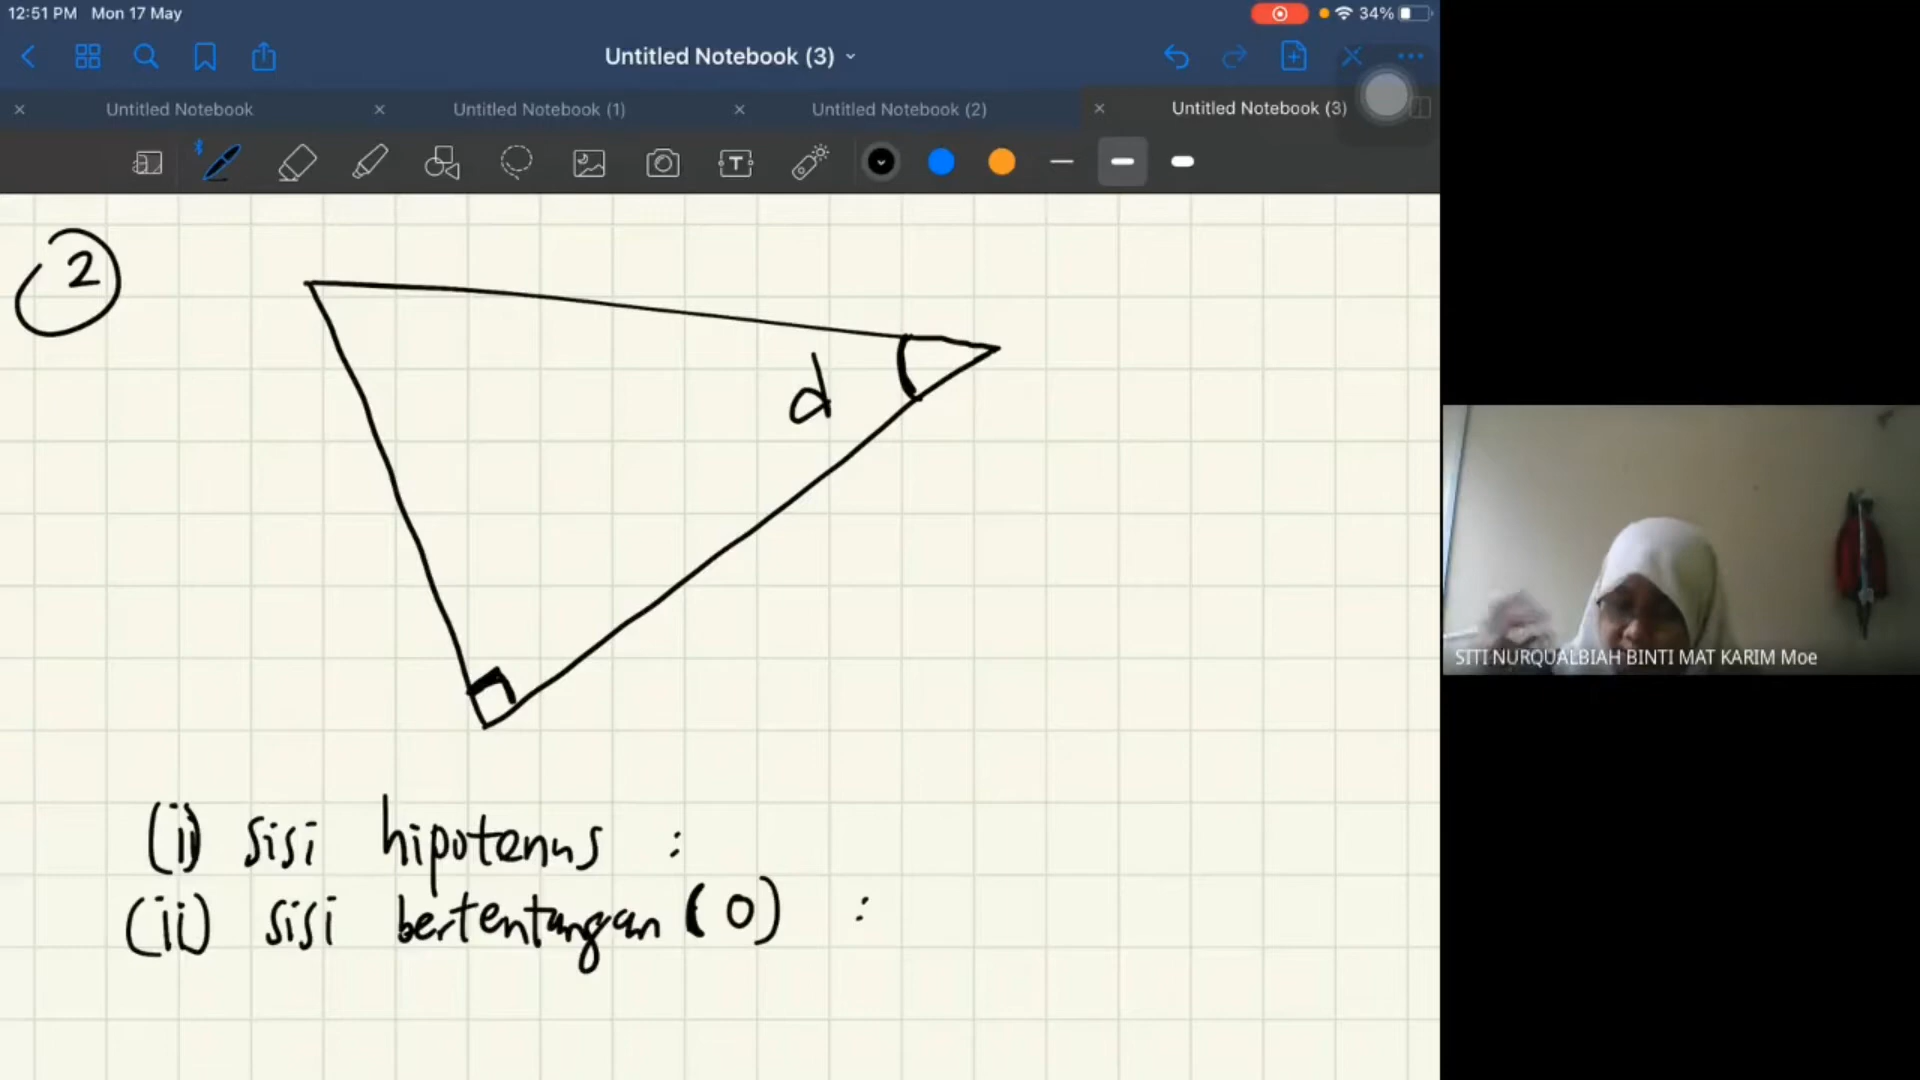 12:51 PM Mon 17 May
34%
Untitled Notebook (3)
Untitled Notebook
Untitled Notebook (1)
Untitled Notebook (2)
Untitled Notebook (3)
T
2
d
(i) sisi hipotenus :
(ii) sisi bertentangan (O) :
SITI NURQUALBIAH BINTI MAT KARIM Moe